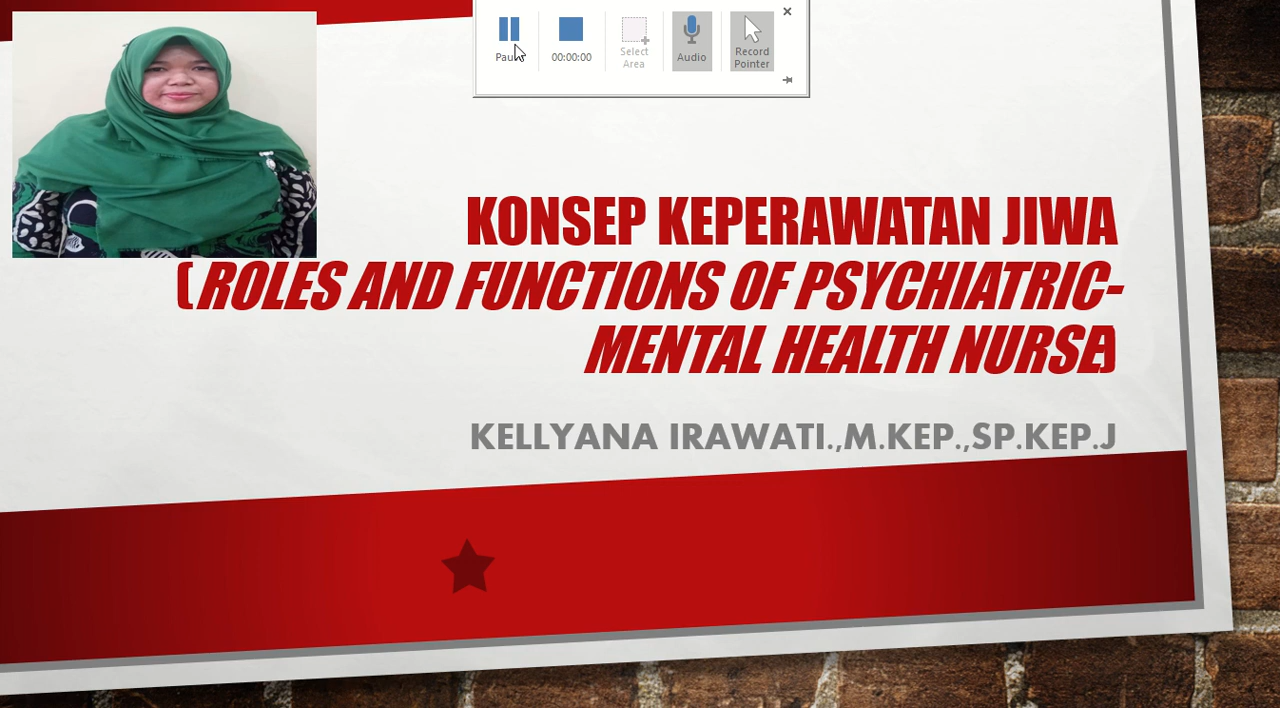 Pause
00:00:00
Select
Area
Audio
Record
Pointer
KONSEP KEPERAWATAN JIWA
(ROLES AND FUNCTIONS OF PSYCHIATRIC-
MENTAL HEALTH NURSE)
KELLYANA IRAWATI.,M.KEP.,SP.KEP.J